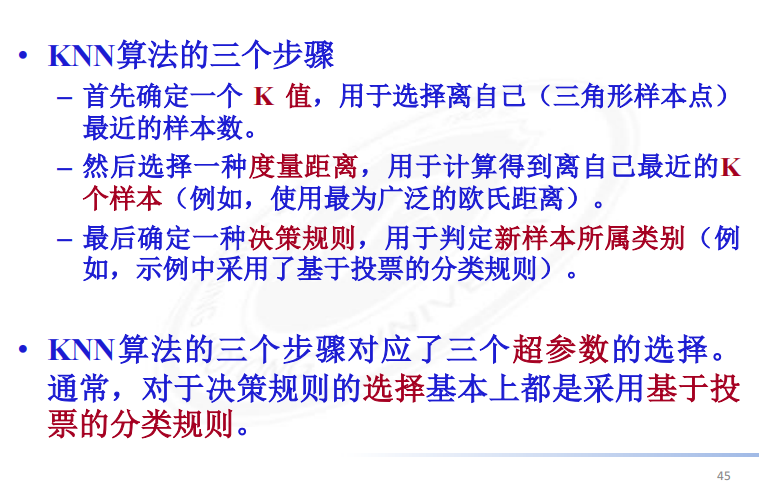 • KNN算法的三个步骤
– 首先确定一个 K 值，用于选择离自己（三角形样本点）
最近的样本数。
– 然后选择一种度量距离，用于计算得到离自己最近的K
个样本（例如，使用最为广泛的欧氏距离）。
– 最后确定一种决策规则，用于判定新样本所属类别（例
如，示例中采用了基于投票的分类规则）。
• KNN算法的三个步骤对应了三个超参数的选择。
通常，对于决策规则的选择基本上都是采用基于投
票的分类规则。
45